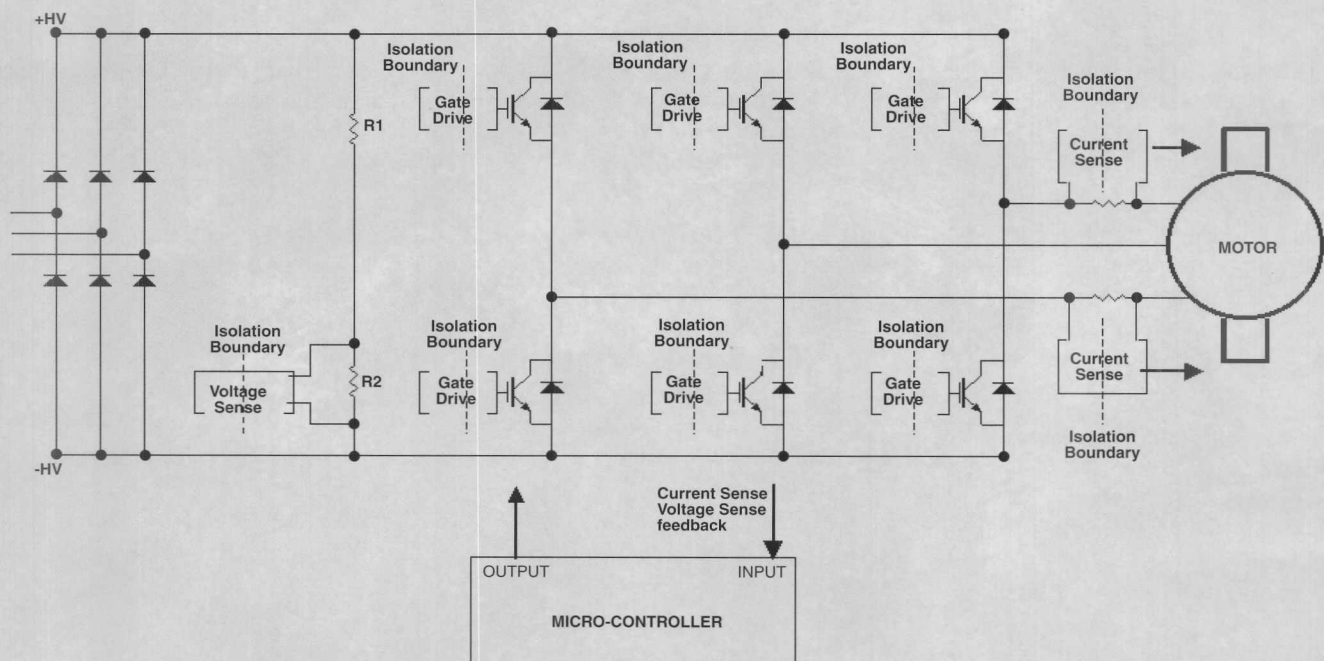 +HV
Isolation
Boundary
Isolation
Boundary
Isolation
Boundary
Isolation
Boundary
Gate
Drive
Gate
Drive
Gate
Drive
R1
Current
Sense
MOTOR
Isolation
Boundary
Isolation
Boundary
Isolation
Boundary
Isolation
Boundary
Voltage
Sense
R2
Gate
Drive
Gate
Drive
Gate
Drive
Current
Sense
Isolation
Boundary
-HV
Current Sense
Voltage Sense
feedback
OUTPUT
INPUT
MICRO-CONTROLLER